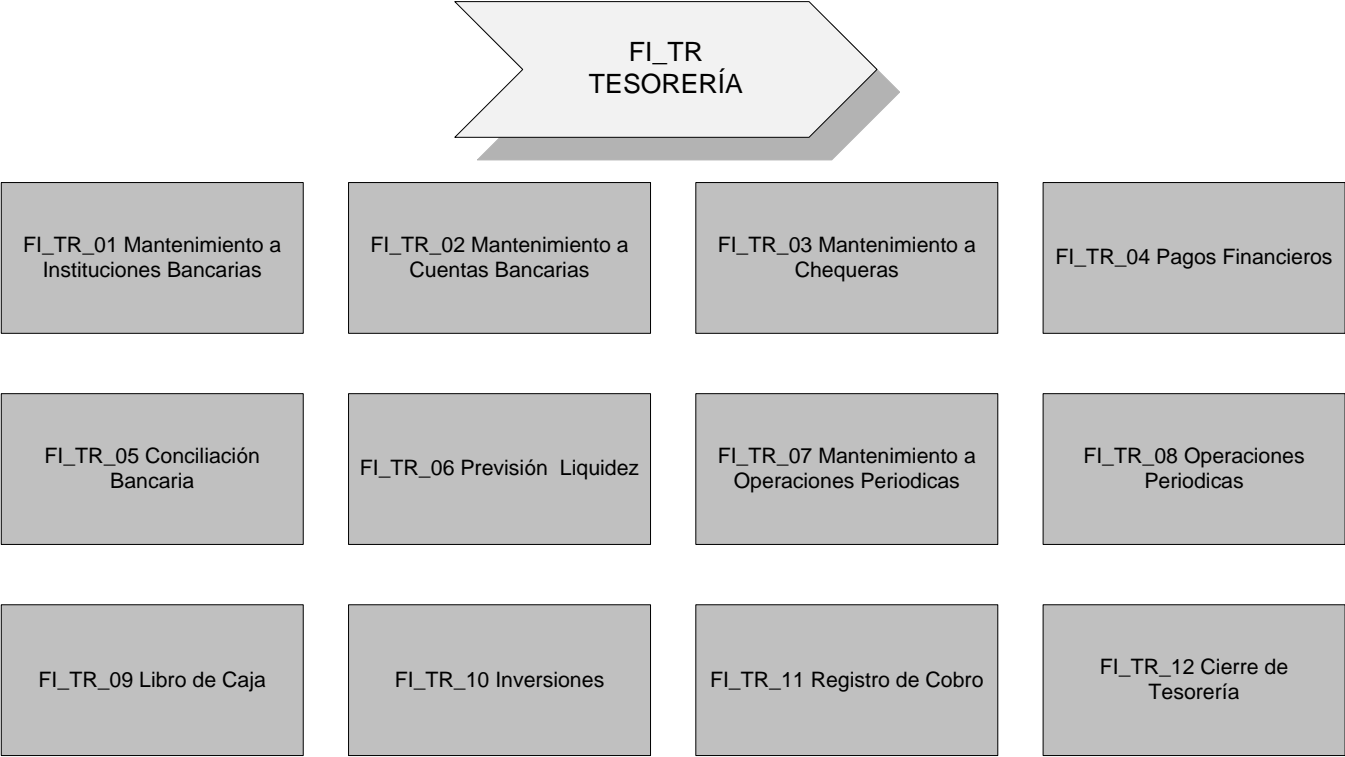 FI_TR
TESORERÍA
FI_TR_01 Mantenimiento a
Instituciones Bancarias
FI_TR_02 Mantenimiento a
Cuentas Bancarias
FI_TR_03 Mantenimiento a
Chequeras
FI_TR_04 Pagos Financieros
FI_TR_05 Conciliación
Bancaria
FI_TR_06 Previsión  Liquidez
FI_TR_07 Mantenimiento a
Operaciones Periodicas
FI_TR_08 Operaciones
Periodicas
FI_TR_09 Libro de Caja
FI_TR_10 Inversiones
FI_TR_11 Registro de Cobro
FI_TR_12 Cierre de
Tesorería